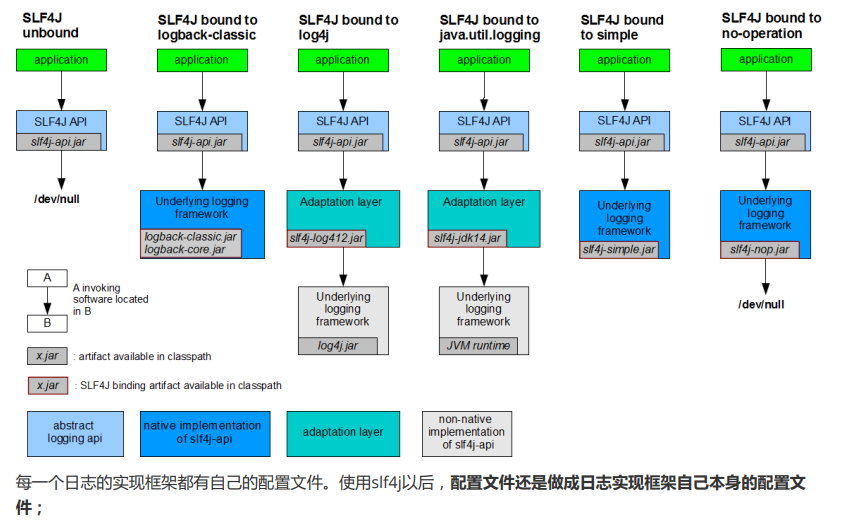 SLF4J unbound
SLF4J bound to logback-classic
SLF4J bound to log4j
SLF4J bound to java.util.logging
SLF4J bound to simple
SLF4J bound to no-operation
application
application
application
application
application
application
SLF4J API
slf4j-api.jar
SLF4J API
slf4j-api.jar
SLF4J API
slf4j-api.jar
SLF4J API
slf4j-api.jar
SLF4J API
slf4j-api.jar
SLF4J API
slf4j-api.jar
/dev/null
Underlying logging
framework
logback-classic.jar
logback-core.jar
Adaptation layer
slf4j-log412.jar
Adaptation layer
slf4j-jdk14.jar
Underlying
logging
framework
slf4j-simple.jar
Underlying
logging
framework
slf4j-nop.jar
Underlying
logging
framework
log4j.jar
Underlying
logging
framework
JVM runtime
/dev/null
A
B
A invoking
software located
in B
x.jar : artifact available in classpath
x.jar : SLF4J binding artifact available in classpath
abstract
logging api
native implementation
of slf4j-api
adaptation layer
non-native
implementation
of slf4j-api
每一个日志的实现框架都有自己的配置文件。使用slf4j以后，配置文件还是做成日志实现框架自己本身的配置文
件；